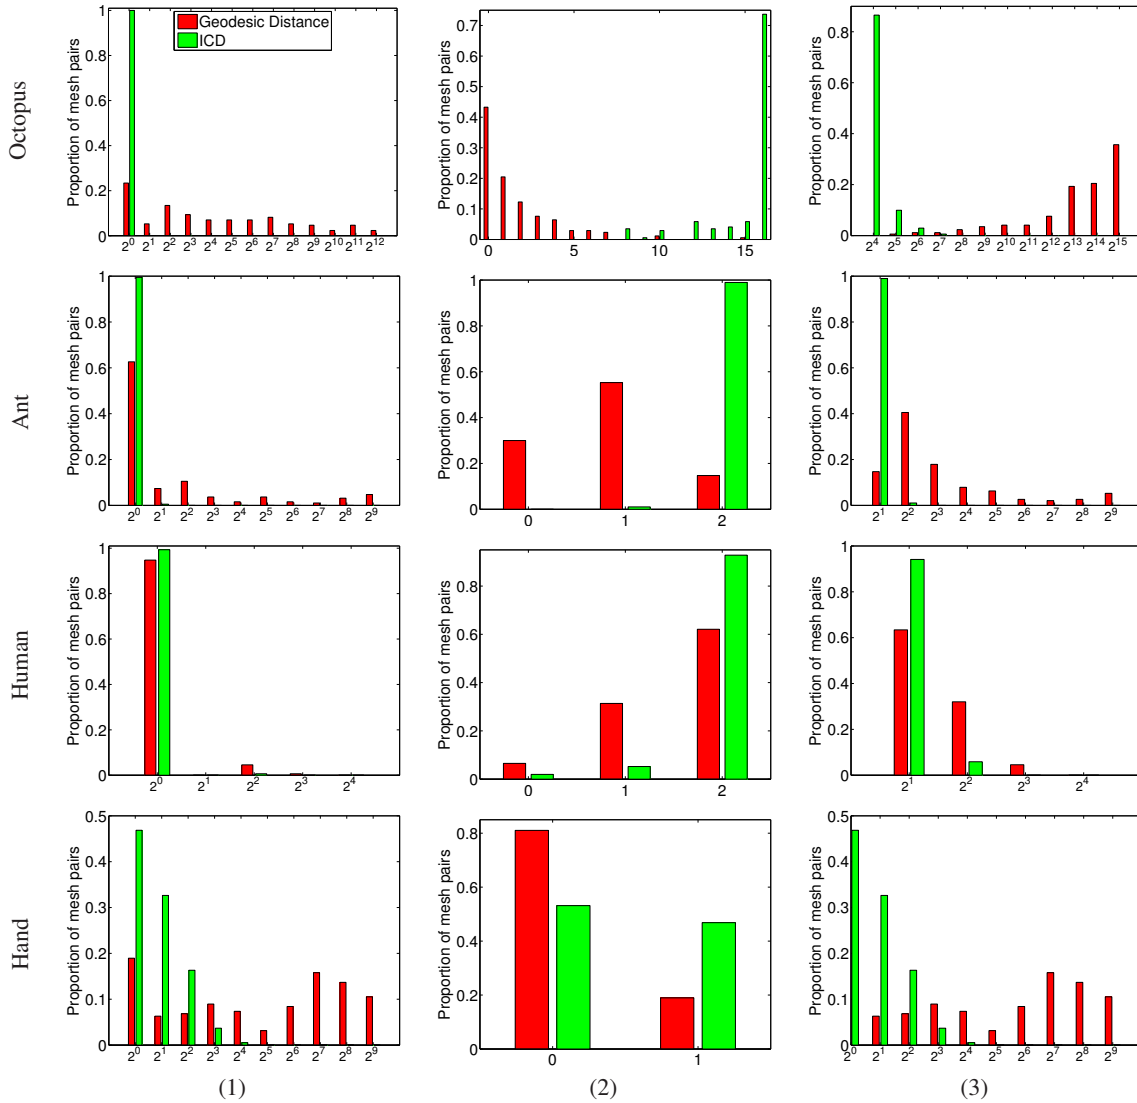 Geodesic Distance
ICD
Octopus
Proportion of mesh pairs
1
0.8
0.6
0.4
0.2
0
2^0 2^1 2^2 2^3 2^4 2^5 2^6 2^7 2^8 2^9 2^10 2^11 2^12
Proportion of mesh pairs
0.7
0.6
0.5
0.4
0.3
0.2
0.1
0
0 5 10 15
Proportion of mesh pairs
0.8
0.6
0.4
0.2
0
2^4 2^5 2^6 2^7 2^8 2^9 2^10 2^11 2^12 2^13 2^14 2^15
Ant
Proportion of mesh pairs
1
0.8
0.6
0.4
0.2
0
2^0 2^1 2^2 2^3 2^4 2^5 2^6 2^7 2^8 2^9
Proportion of mesh pairs
1
0.8
0.6
0.4
0.2
0
0 1 2
Proportion of mesh pairs
1
0.8
0.6
0.4
0.2
0
2^1 2^2 2^3 2^4 2^5 2^6 2^7 2^8 2^9
Human
Proportion of mesh pairs
1
0.8
0.6
0.4
0.2
0
2^0 2^1 2^2 2^3 2^4
Proportion of mesh pairs
0.8
0.6
0.4
0.2
0
0 1 2
Proportion of mesh pairs
1
0.8
0.6
0.4
0.2
0
2^1 2^2 2^3 2^4
Hand
Proportion of mesh pairs
0.5
0.4
0.3
0.2
0.1
0
2^0 2^1 2^2 2^3 2^4 2^5 2^6 2^7 2^8 2^9
Proportion of mesh pairs
0.8
0.6
0.4
0.2
0
0 1
Proportion of mesh pairs
0.5
0.4
0.3
0.2
0.1
0
2^0 2^1 2^2 2^3 2^4 2^5 2^6 2^7 2^8 2^9
(1) (2) (3)